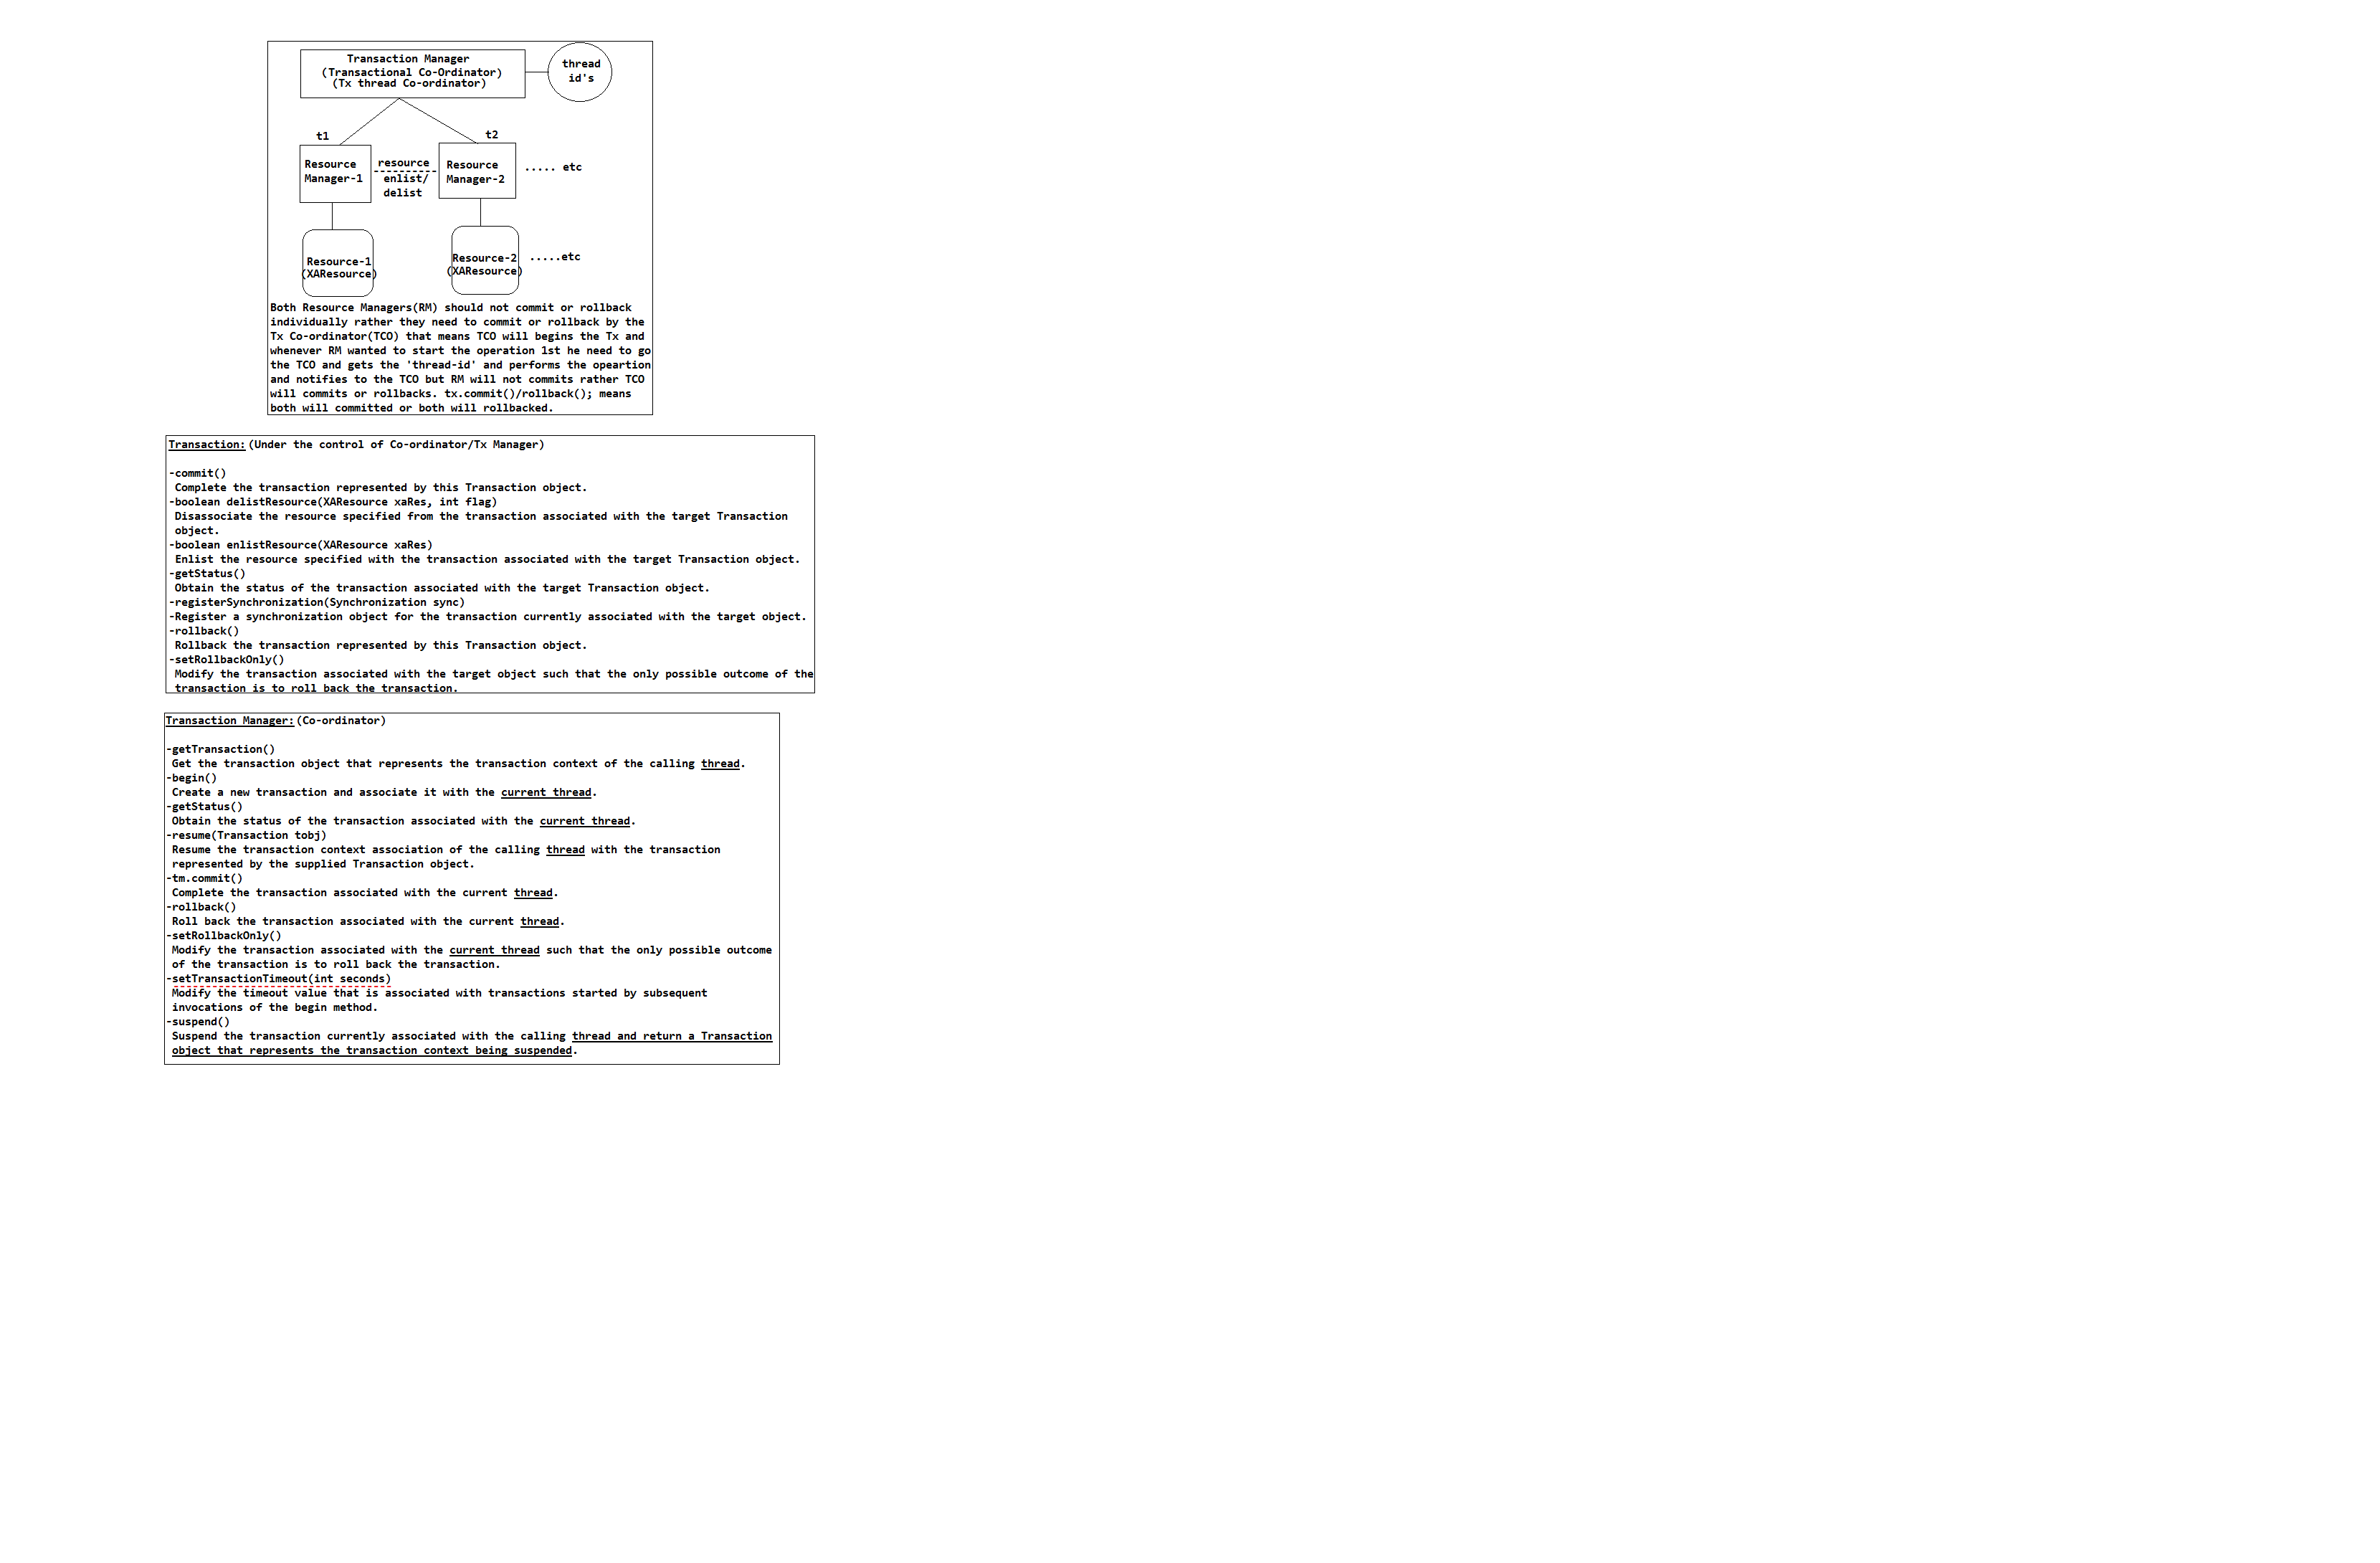 Transaction Manager
(Transactional Co-Ordinator)
(Tx thread Co-ordinator)
thread
id's
t1
t2
Resource
Manager-1
resource
enlist/
delist
Resource
Manager-2
..... etc
Resource-1
(XAResource)
Resource-2
(XAResource)
.....etc
Both Resource Managers(RM) should not commit or rollback
individually rather they need to commit or rollback by the
Tx Co-ordinator(TCO) that means TCO will begins the Tx and
whenever RM wanted to start the operation 1st he need to go
the TCO and gets the 'thread-id' and performs the opeartion
and notifies to the TCO but RM will not commits rather TCO
will commits or rollbacks. tx.commit()/rollback(); means
both will committed or both will rollbacked.
Transaction: (Under the control of Co-ordinator/Tx Manager)
-commit()
Complete the transaction represented by this Transaction object.
-boolean delistResource(XAResource xaRes, int flag)
Disassociate the resource specified from the transaction associated with the target Transaction
object.
-boolean enlistResource(XAResource xaRes)
Enlist the resource specified with the transaction associated with the target Transaction object.
-getStatus()
Obtain the status of the transaction associated with the target Transaction object.
-registerSynchronization(Synchronization sync)
-Register a synchronization object for the transaction currently associated with the target object.
-rollback()
Rollback the transaction represented by this Transaction object.
-setRollbackOnly()
Modify the transaction associated with the target object such that the only possible outcome of the
transaction is to roll back the transaction.
Transaction Manager: (Co-ordinator)
-getTransaction()
Get the transaction object that represents the transaction context of the calling thread.
-begin()
Create a new transaction and associate it with the current thread.
-getStatus()
Obtain the status of the transaction associated with the current thread.
-resume(Transaction tobj)
Resume the transaction context association of the calling thread with the transaction
represented by the supplied Transaction object.
-tm.commit()
Complete the transaction associated with the current thread.
-rollback()
Roll back the transaction associated with the current thread.
-setRollbackOnly()
Modify the transaction associated with the current thread such that the only possible outcome
of the transaction is to roll back the transaction.
-setTransactionTimeout(int seconds)
Modify the timeout value that is associated with transactions started by subsequent
invocations of the begin method.
-suspend()
Suspend the transaction currently associated with the calling thread and return a Transaction
object that represents the transaction context being suspended.